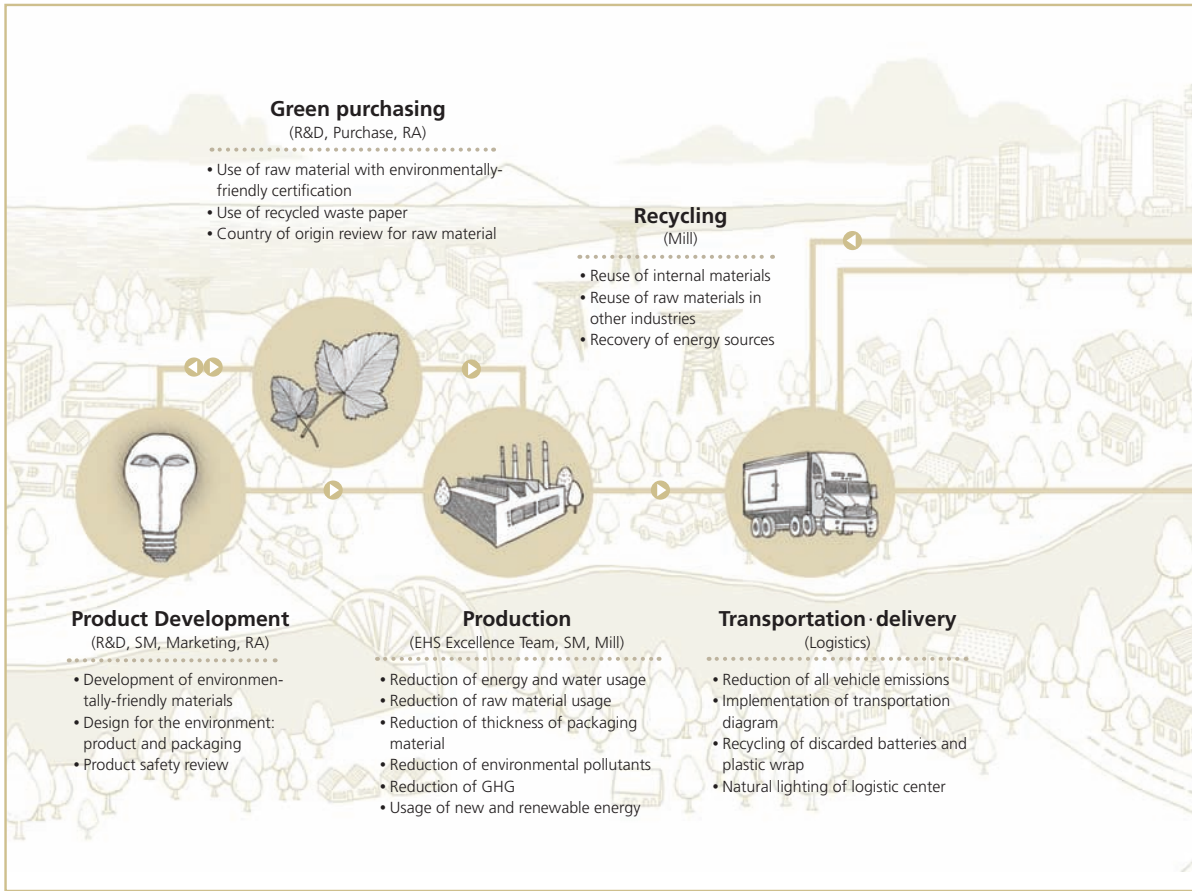 Green purchasing
(R&D, Purchase, RA)
• Use of raw material with environmentally-
friendly certification
• Use of recycled waste paper
• Country of origin review for raw material
Recycling
(Mill)
• Reuse of internal materials
• Reuse of raw materials in
other industries
• Recovery of energy sources
Product Development
(R&D, SM, Marketing, RA)
• Development of environmen-
tally-friendly materials
• Design for the environment:
product and packaging
• Product safety review
Production
(EHS Excellence Team, SM, Mill)
• Reduction of energy and water usage
• Reduction of raw material usage
• Reduction of thickness of packaging
material
• Reduction of environmental pollutants
• Reduction of GHG
• Usage of new and renewable energy
Transportation · delivery
(Logistics)
• Reduction of all vehicle emissions
• Implementation of transportation
diagram
• Recycling of discarded batteries and
plastic wrap
• Natural lighting of logistic center